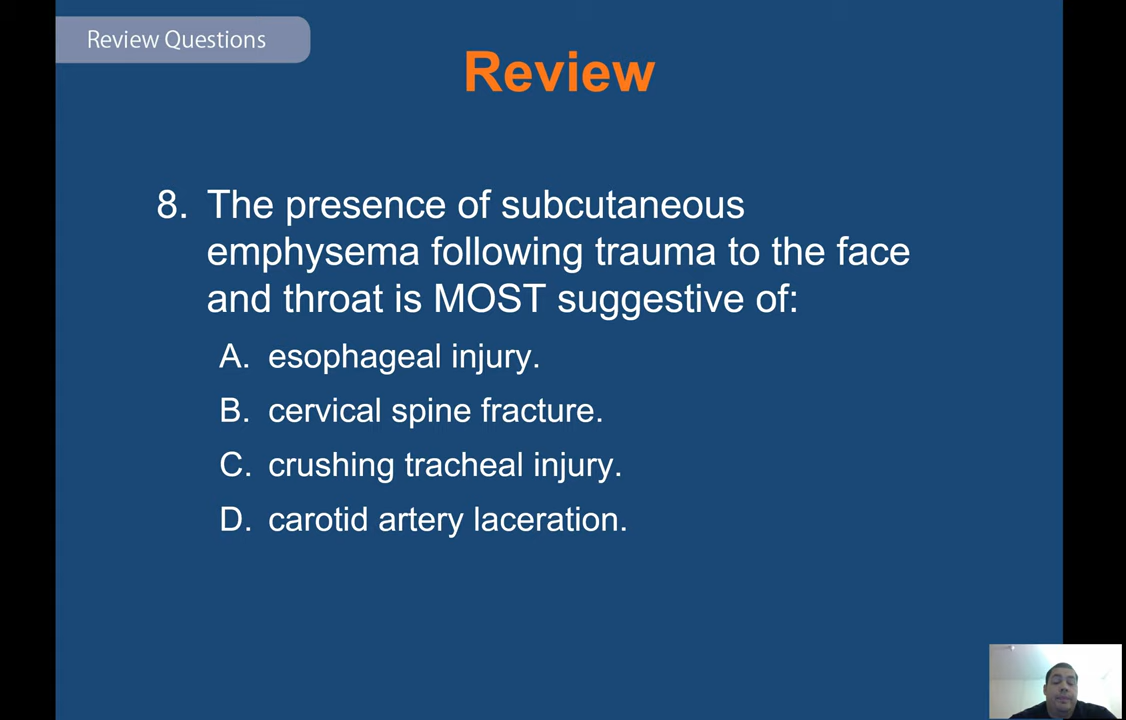 Review Questions
Review
8. The presence of subcutaneous
emphysema following trauma to the face
and throat is MOST suggestive of:
A. esophageal injury.
B. cervical spine fracture.
C. crushing tracheal injury.
D. carotid artery laceration.